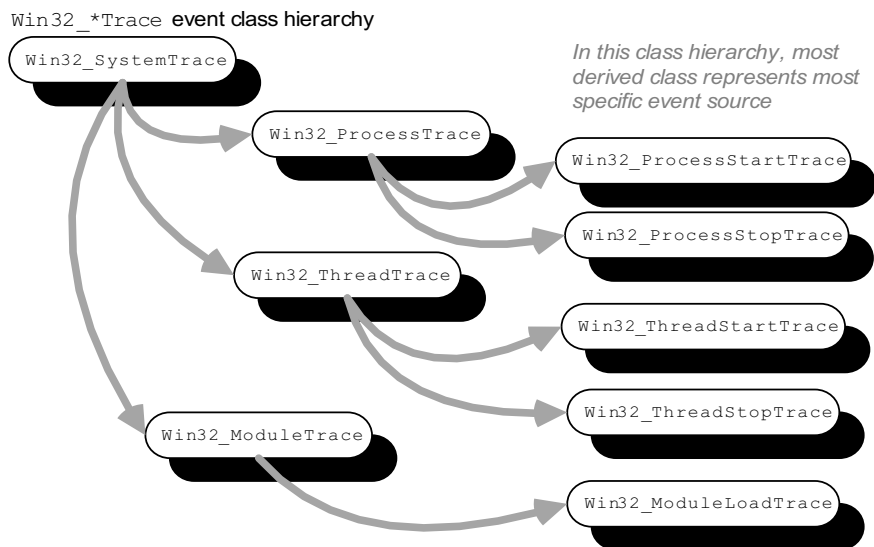 Win32_*Trace event class hierarchy
Win32_SystemTrace
In this class hierarchy, most
derived class represents most
specific event source
Win32_ProcessTrace
Win32_ProcessStartTrace
Win32_ProcessStopTrace
Win32_ThreadTrace
Win32_ThreadStartTrace
Win32_ThreadStopTrace
Win32_ModuleTrace
Win32_ModuleLoadTrace